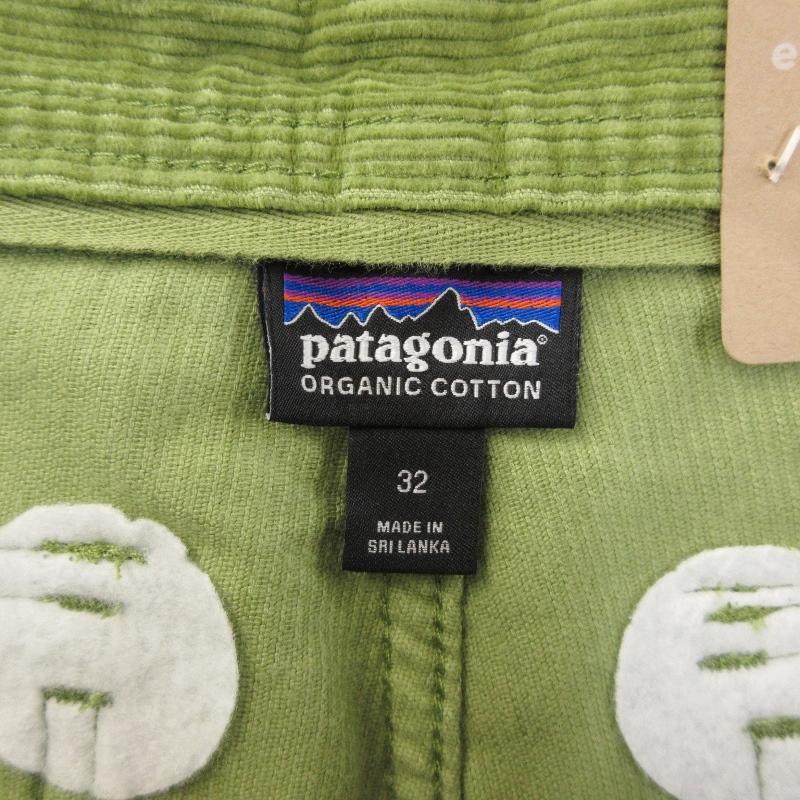 e
patagonia®
ORGANIC COTTON
32
MADE IN
SRI LANKA